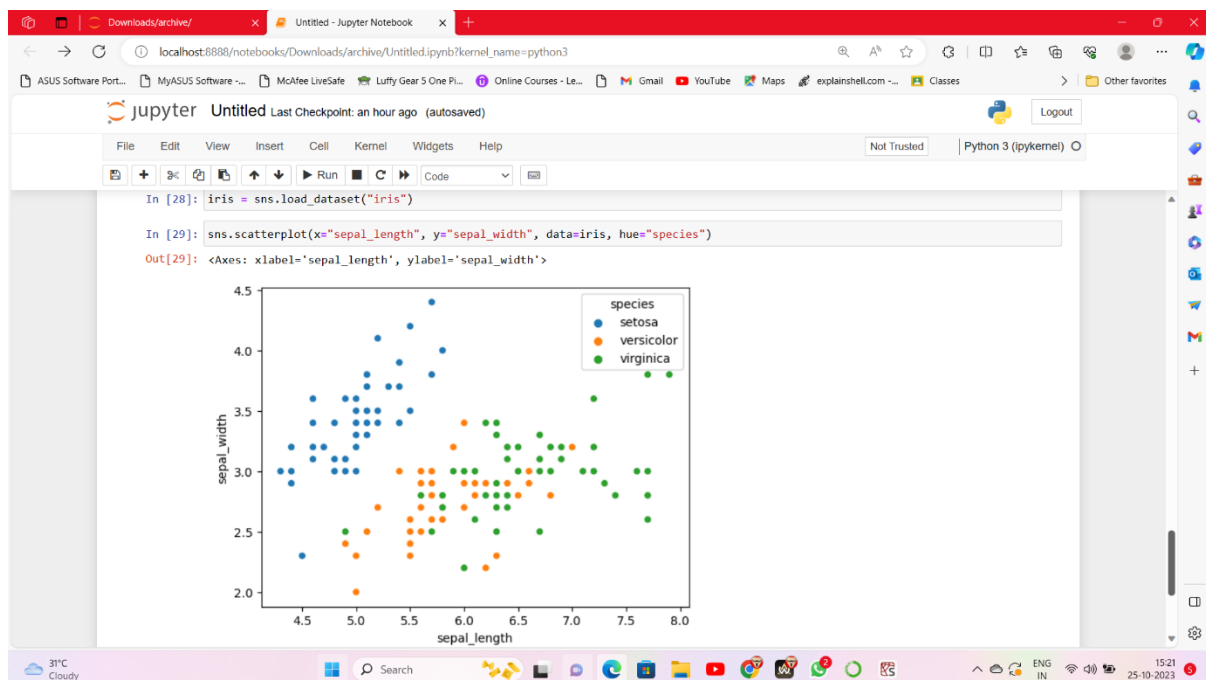 Downloads/archive/
Untitled - Jupyter Notebook
localhost:8888/notebooks/Downloads/archive/Untitled.ipynb?kernel_name=python3
ASUS Software Port... MyASUS Software -... McAfee LiveSafe Luffy Gear 5 One Pi... Online Courses - Le... Gmail YouTube Maps explainshell.com -... Classes Other favorites
jupyter Untitled Last Checkpoint: an hour ago (autosaved) Logout
File Edit View Insert Cell Kernel Widgets Help Not Trusted Python 3 (ipykernel)
Run Code
In [28]: iris = sns.load_dataset("iris")
In [29]: sns.scatterplot(x="sepal_length", y="sepal_width", data=iris, hue="species")
Out[29]: <Axes: xlabel='sepal_length', ylabel='sepal_width'>
species
setosa
versicolor
virginica
4.5
4.0
3.5
3.0
2.5
2.0
sepal_width
4.5 5.0 5.5 6.0 6.5 7.0 7.5 8.0
sepal_length
31°C
Cloudy
Search
ENG
IN
15:21
25-10-2023
5